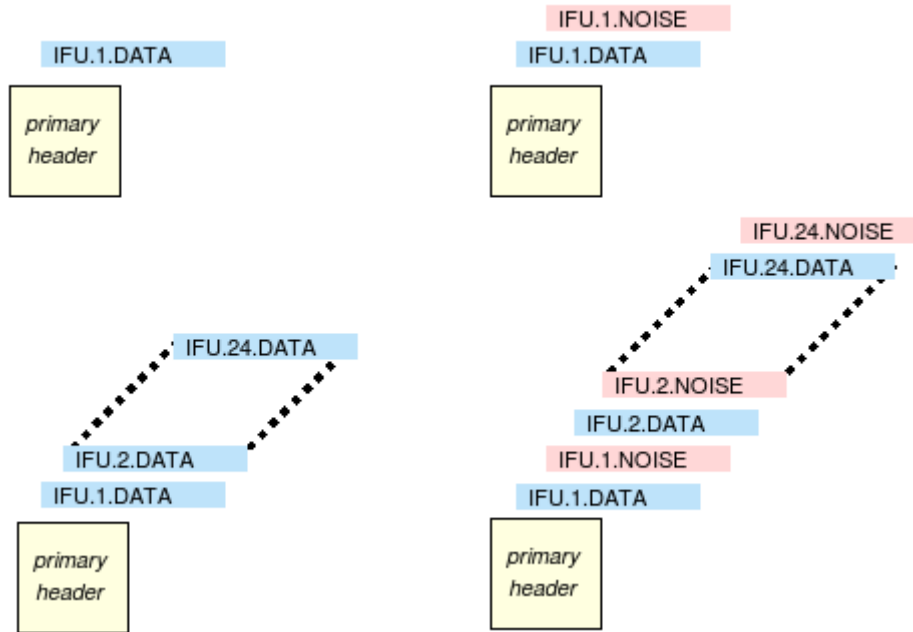 IFU.1.DATA
primary
header
IFU.1.NOISE
IFU.1.DATA
primary
header
IFU.24.DATA
IFU.2.DATA
IFU.1.DATA
primary
header
IFU.24.NOISE
IFU.24.DATA
IFU.2.NOISE
IFU.2.DATA
IFU.1.NOISE
IFU.1.DATA
primary
header